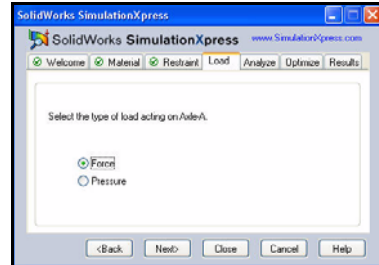 SolidWorks SimulationXpress
SolidWorks SimulationXpress www.SimulationXpress.com
Welcome Material Restraint Load Analyze Optimize Results
Select the type of load acting on Axle-A.
Force
Pressure
<Back Next> Close Cancel Help